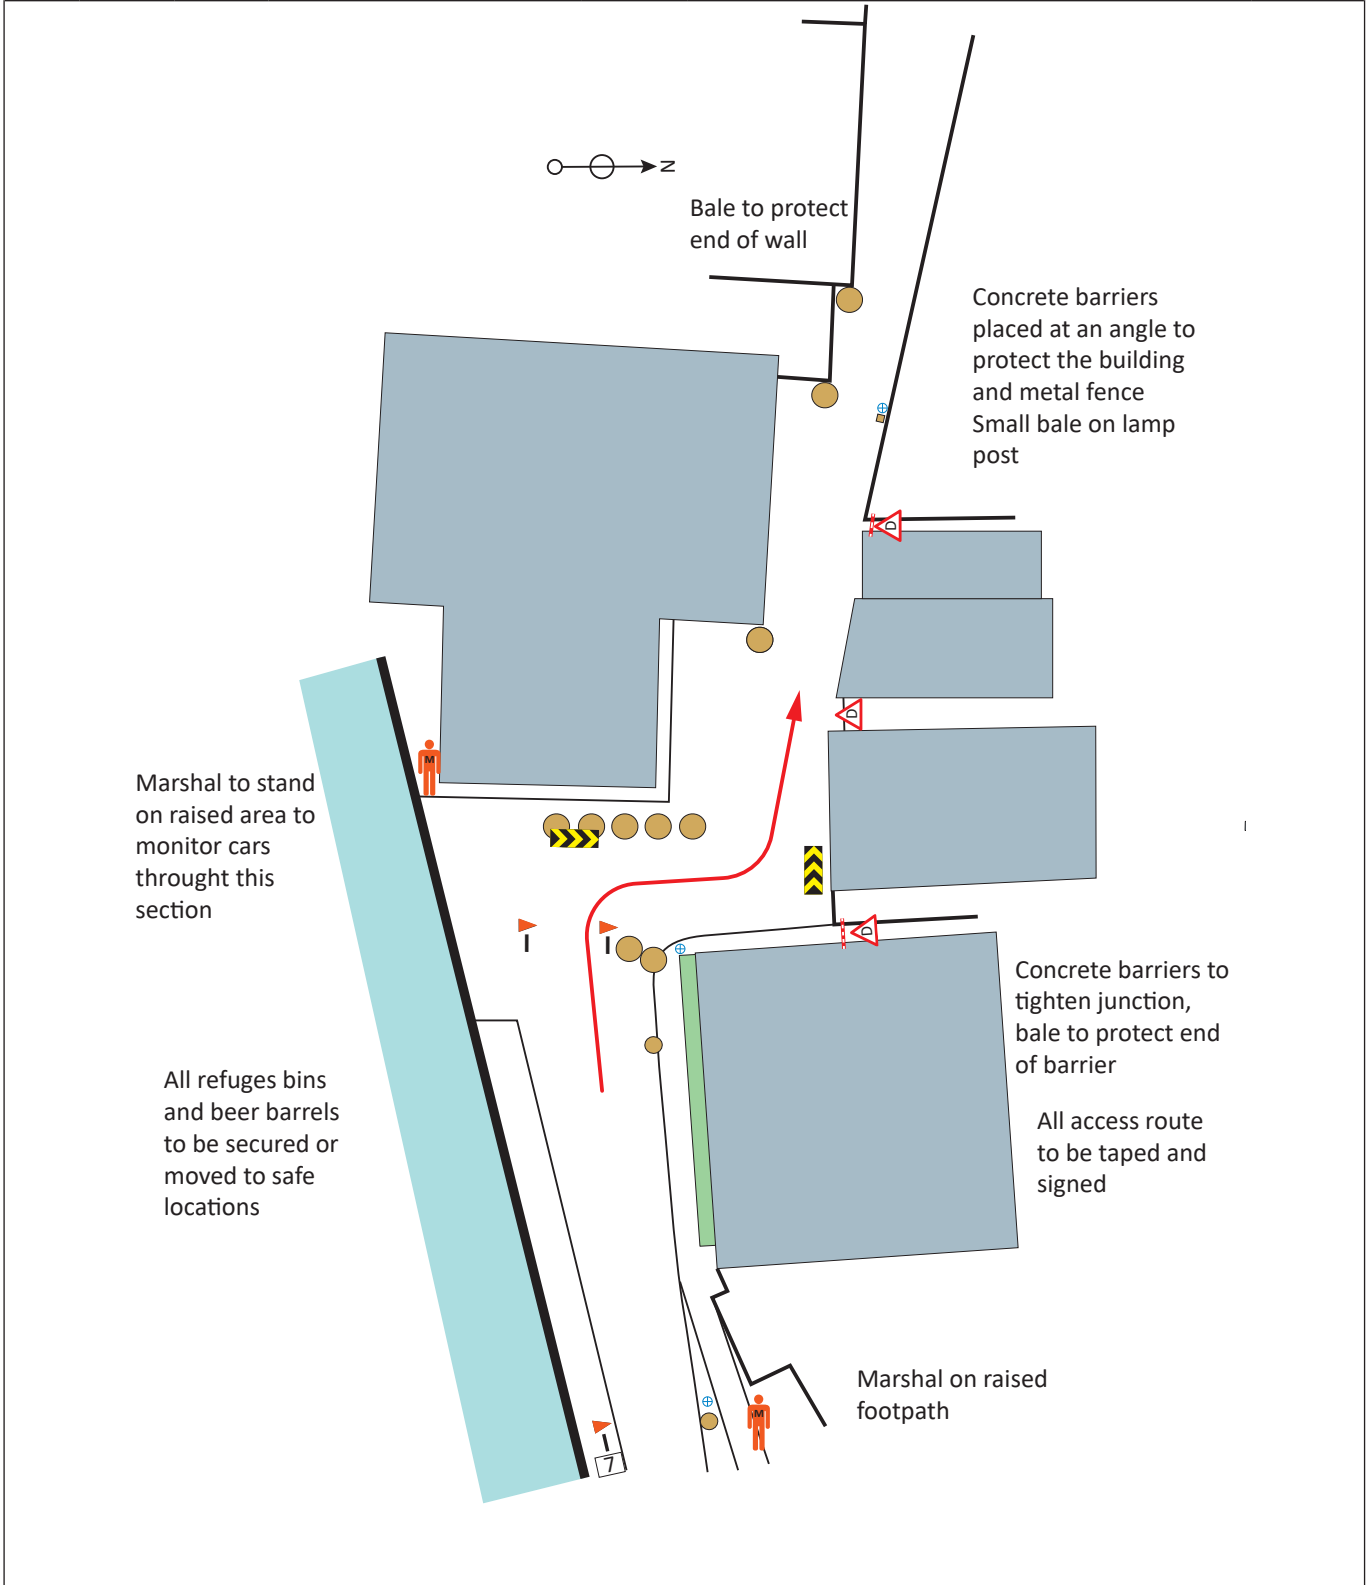 N
Bale to protect
end of wall
Concrete barriers
placed at an angle to
protect the building
and metal fence
Small bale on lamp
post
D
D
M
Marshal to stand
on raised area to
monitor cars
throught this
section
D
Concrete barriers to
tighten junction,
bale to protect end
of barrier
All refuges bins
and beer barrels
to be secured or
moved to safe
locations
All access route
to be taped and
signed
Marshal on raised
footpath
M
7